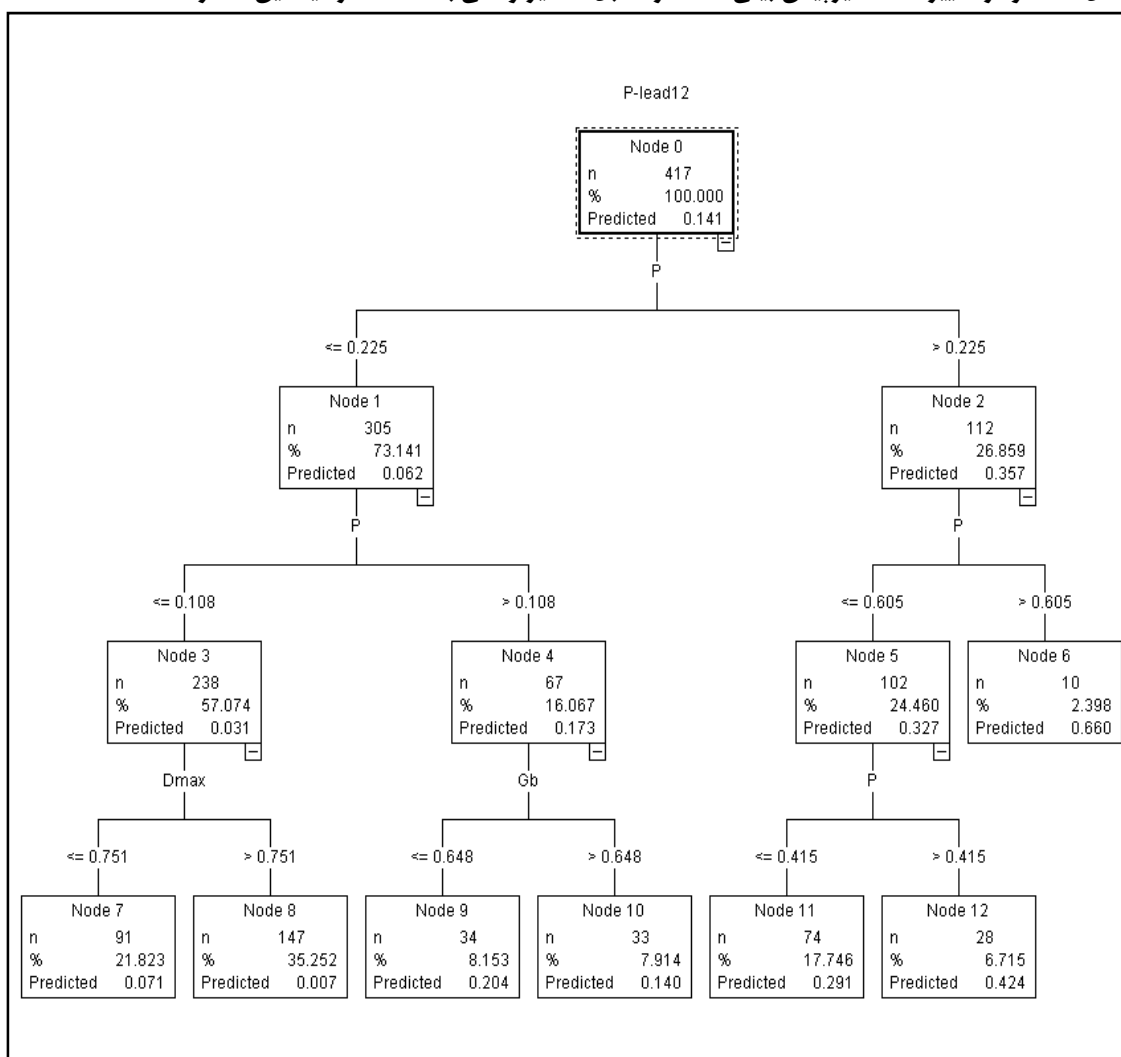 P-lead12
Node 0
n 417
% 100.000
Predicted 0.141
P
<= 0.225 > 0.225
Node 1 Node 2
n 305 n 112
% 73.141 % 26.859
Predicted 0.062 Predicted 0.357
P P
<= 0.108 > 0.108 <= 0.605 > 0.605
Node 3 Node 4 Node 5 Node 6
n 238 n 67 n 102 n 10
% 57.074 % 16.067 % 24.460 % 2.398
Predicted 0.031 Predicted 0.173 Predicted 0.327 Predicted 0.660
Dmax Gb P
<= 0.751 > 0.751 <= 0.648 > 0.648 <= 0.415 > 0.415
Node 7 Node 8 Node 9 Node 10 Node 11 Node 12
n 91 n 147 n 34 n 33 n 74 n 28
% 21.823 % 35.252 % 8.153 % 7.914 % 17.746 % 6.715
Predicted 0.071 Predicted 0.007 Predicted 0.204 Predicted 0.140 Predicted 0.291 Predicted 0.424